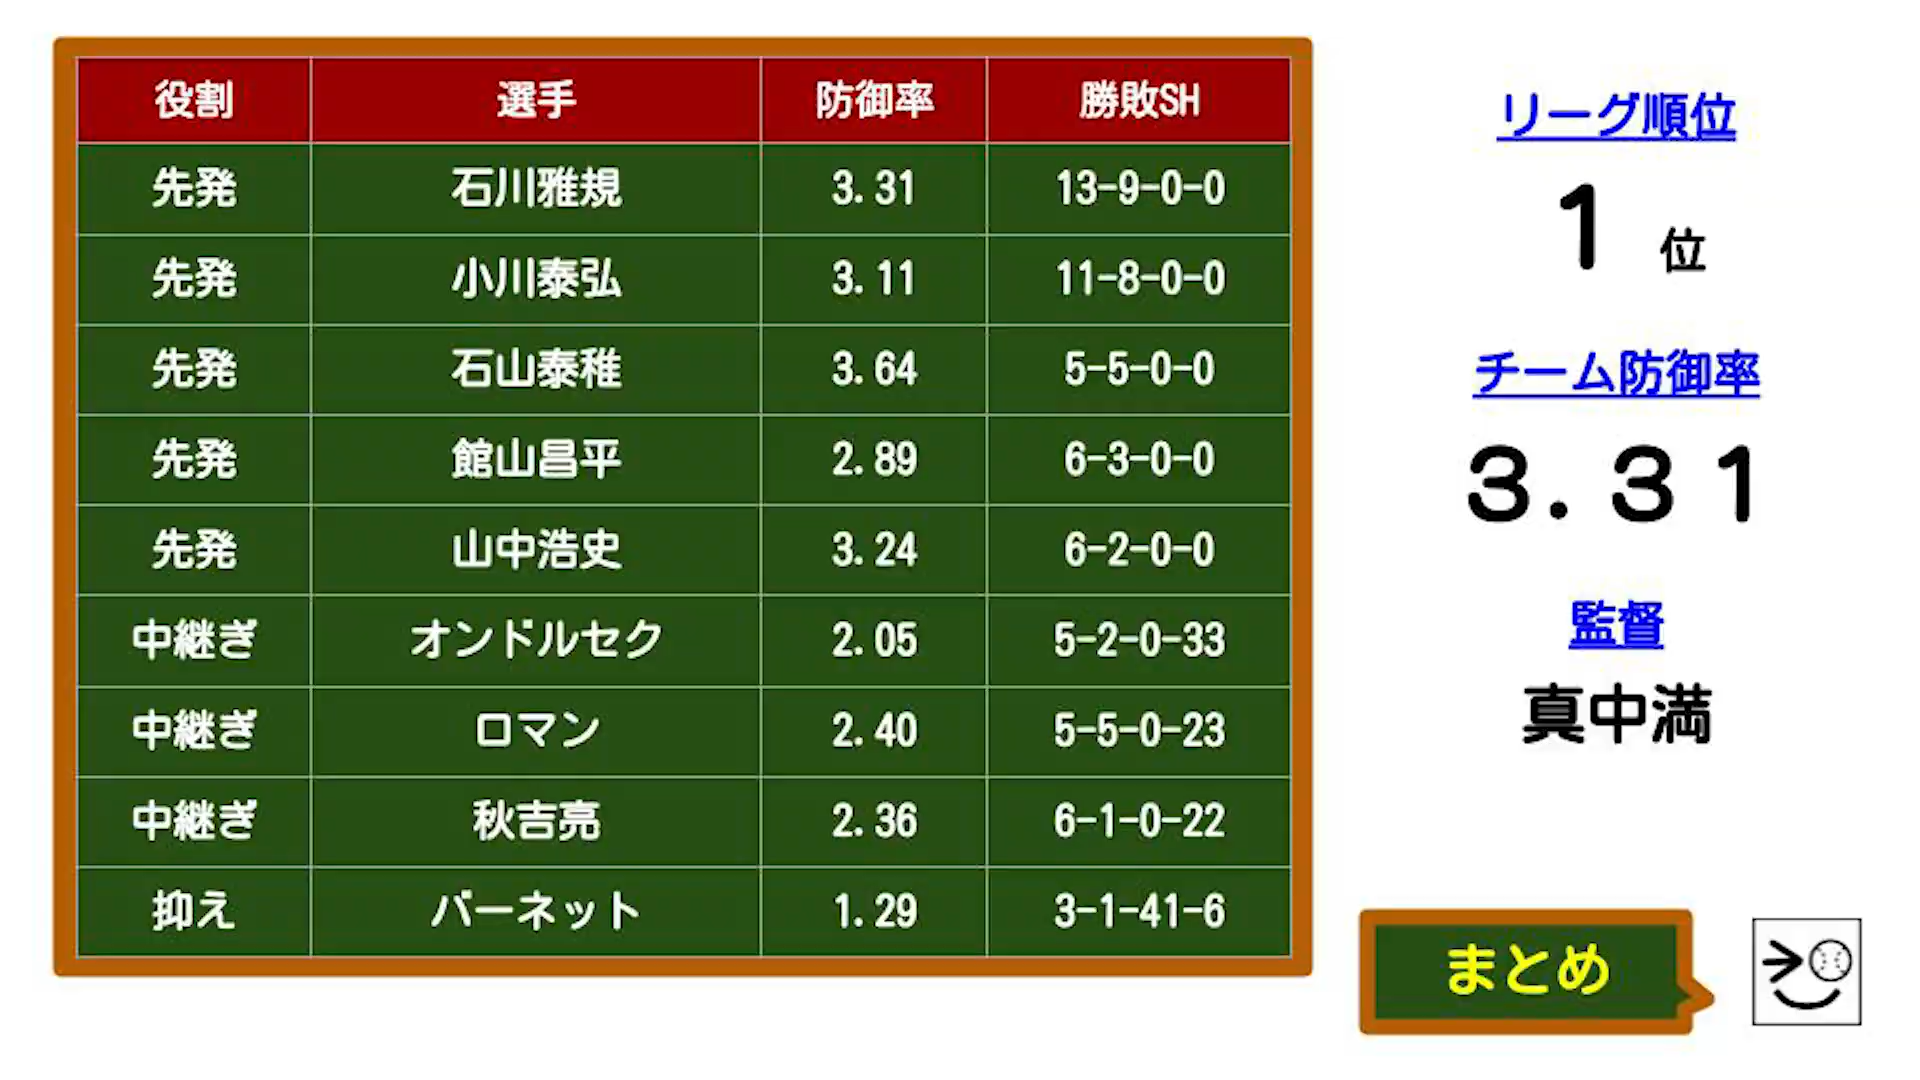 役割 選手 防御率 勝敗SH
先発 石川雅規 3.31 13-9-0-0
先発 小川泰弘 3.11 11-8-0-0
先発 石山泰稚 3.64 5-5-0-0
先発 館山昌平 2.89 6-3-0-0
先発 山中浩史 3.24 6-2-0-0
中継ぎ オンドルセク 2.05 5-2-0-33
中継ぎ ロマン 2.40 5-5-0-23
中継ぎ 秋吉亮 2.36 6-1-0-22
抑え バーネット 1.29 3-1-41-6
リーグ順位
1 位
チーム防御率
3.31
監督
真中満
まとめ